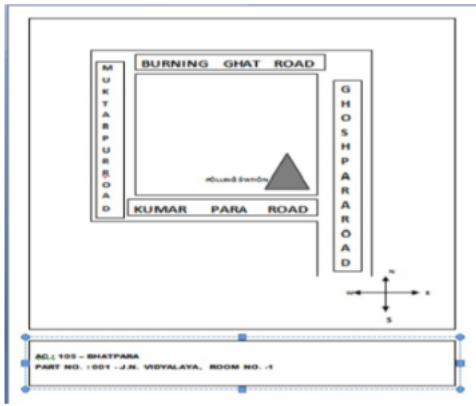 BURNING GHAT ROAD
MUKTARPUR ROAD
GHOSHPARA ROAD
POLLING STATION
KUMAR PARA ROAD
N
W E
S
AC : 105 – BHATPARA
PART NO. : 001 - J.N. VIDYALAYA, ROOM NO. -1